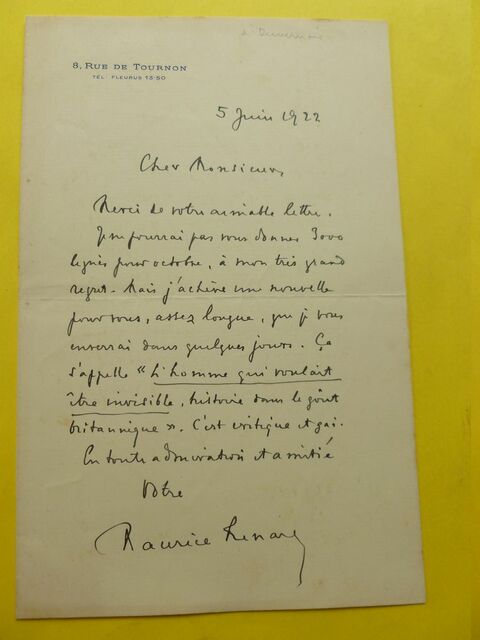 à Duvernois
8, RUE DE TOURNON
TÉL. FLEURUS 13-50
5 Juin 1922
Cher Monsieur,
Merci de votre aimable lettre.
Je ne pourrai pas vous donner 3000
lignes pour octobre, à mon très grand
regret. Mais j'achève une nouvelle
pour vous, assez longue, que je vous
enverrai dans quelques jours. Ça
s'appelle « L'homme qui voulait
être invisible, histoire dans le goût
britannique ». C'est critique et gai.
En toute admiration et amitié
Vôtre
Maurice Renard